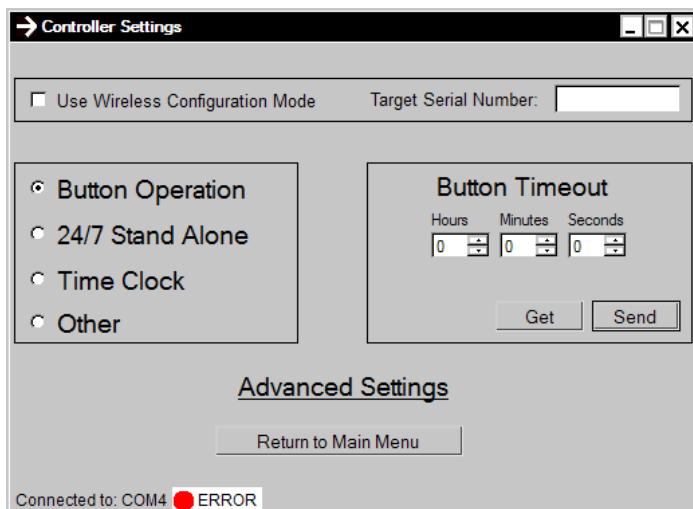 Controller Settings
Use Wireless Configuration Mode Target Serial Number:
Button Operation
24/7 Stand Alone
Time Clock
Other
Button Timeout
Hours Minutes Seconds
0 0 0
Get Send
Advanced Settings
Return to Main Menu
Connected to: COM4 ERROR